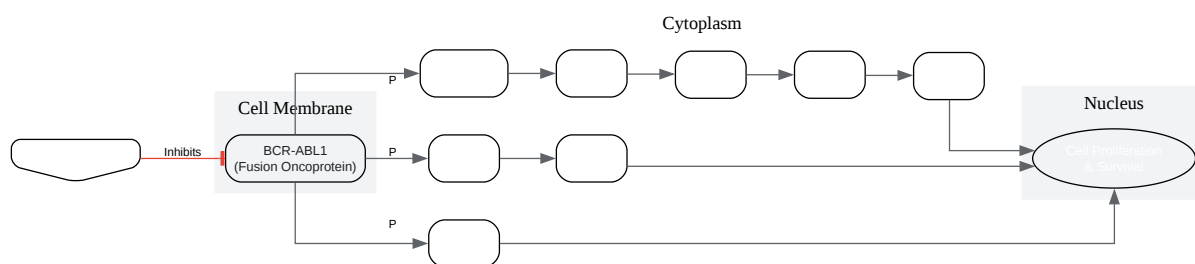 Cytoplasm
P
Cell Membrane
Nucleus
Inhibits
BCR-ABL1
(Fusion Oncoprotein)
P
Cell Proliferation
& Survival
P